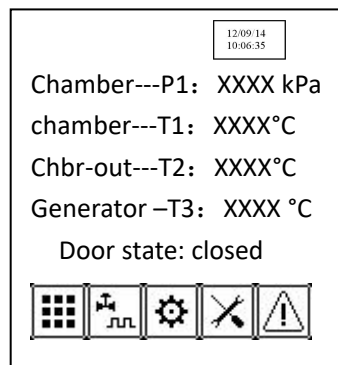 12/09/14
10:06:35
Chamber---P1： XXXX kPa
chamber---T1：XXXX°C
Chbr-out---T2：XXXX°C
Generator –T3： XXXX °C
Door state: closed